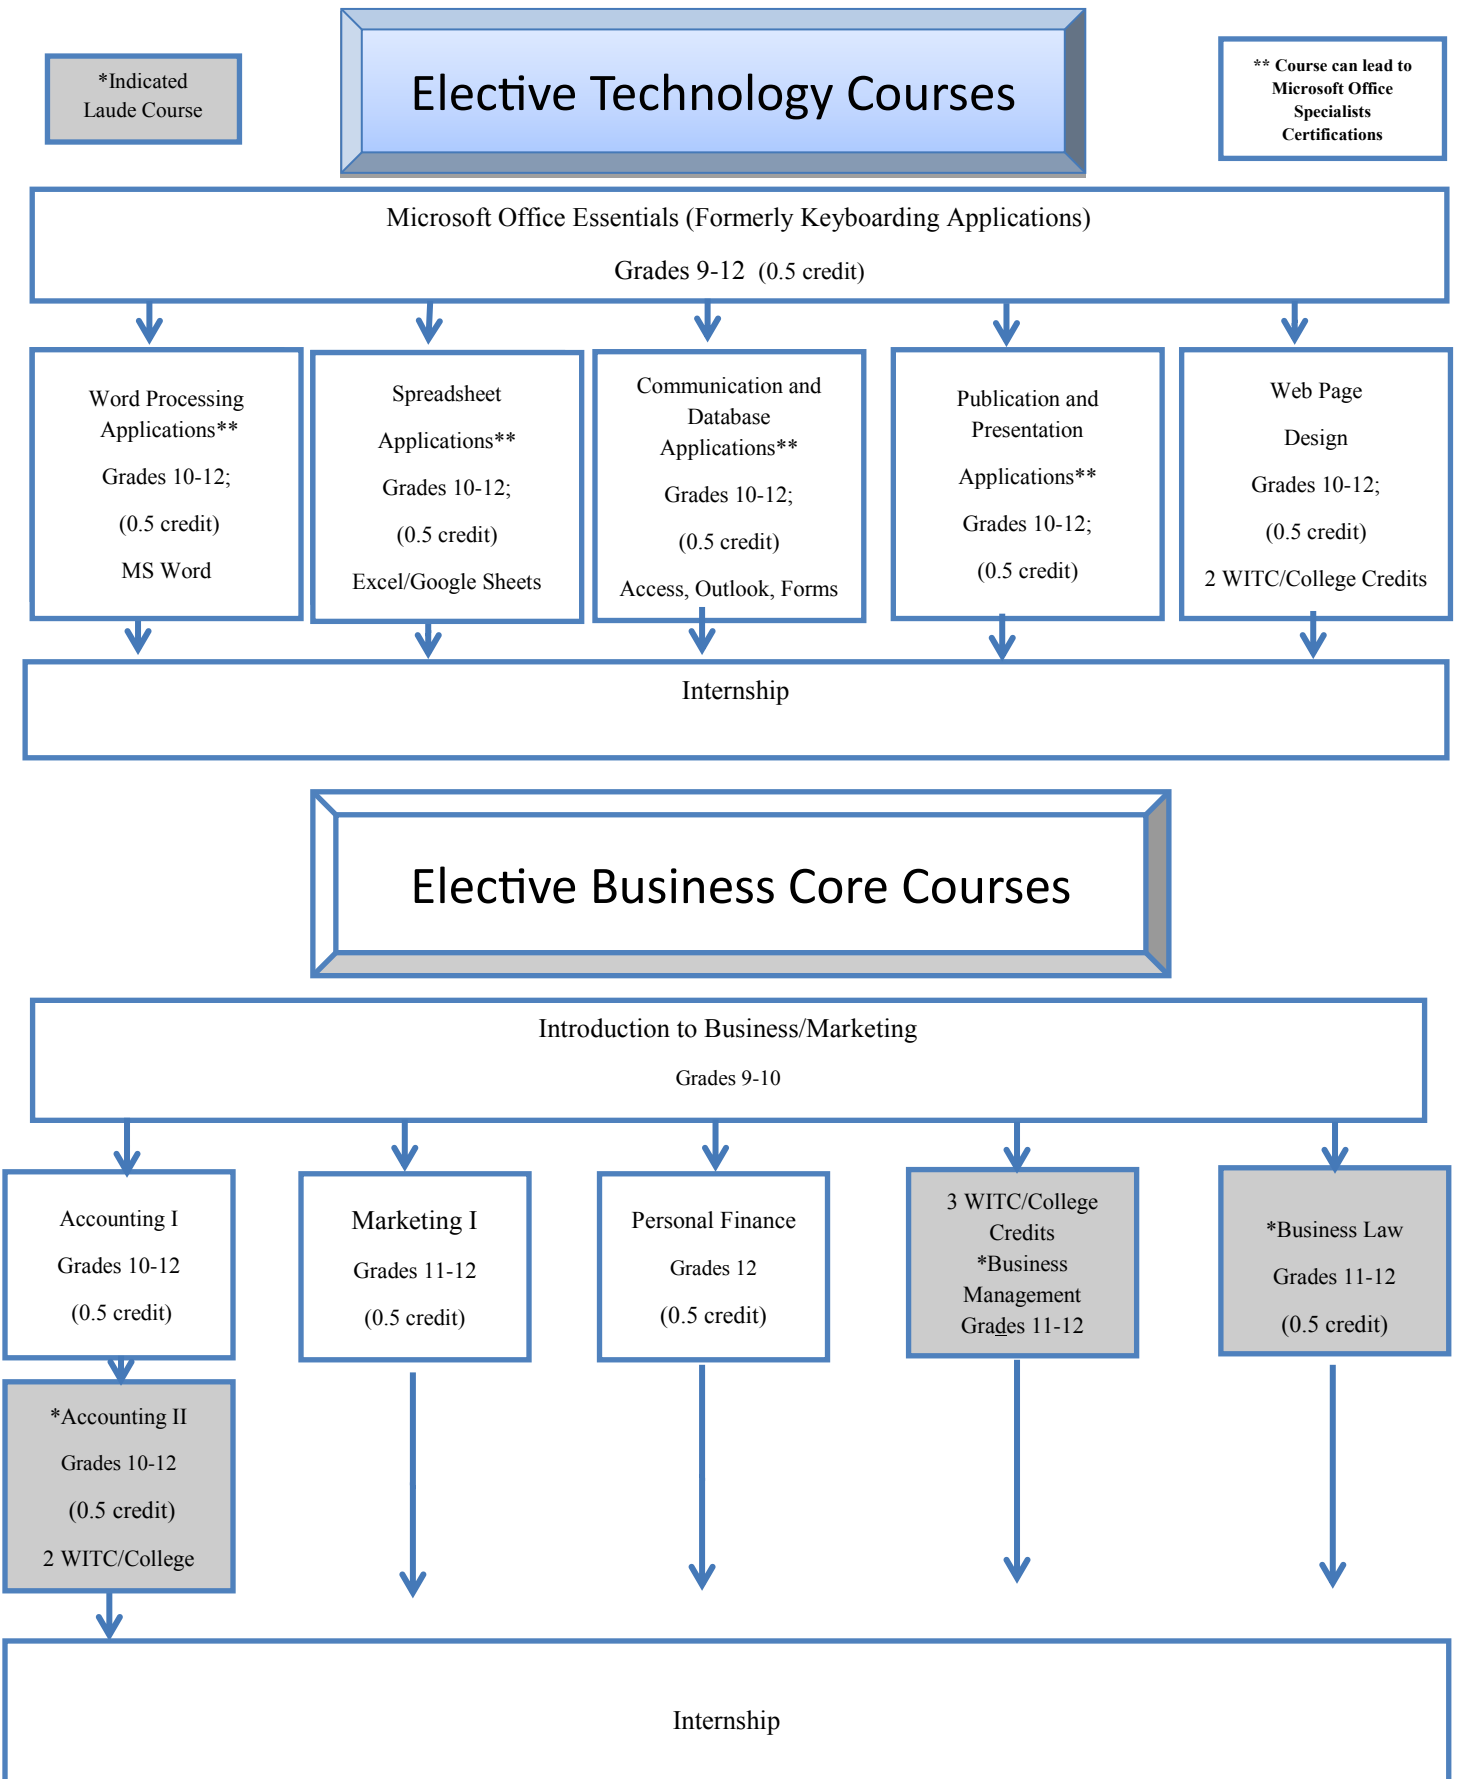 *Indicated
Laude Course
Elective Technology Courses
** Course can lead to
Microsoft Office
Specialists
Certifications
Microsoft Office Essentials (Formerly Keyboarding Applications)
Grades 9-12 (0.5 credit)
Word Processing
Applications**
Grades 10-12;
(0.5 credit)
MS Word
Spreadsheet
Applications**
Grades 10-12;
(0.5 credit)
Excel/Google Sheets
Communication and
Database
Applications**
Grades 10-12;
(0.5 credit)
Access, Outlook, Forms
Publication and
Presentation
Applications**
Grades 10-12;
(0.5 credit)
Web Page
Design
Grades 10-12;
(0.5 credit)
2 WITC/College Credits
Internship
Elective Business Core Courses
Introduction to Business/Marketing
Grades 9-10
Accounting I
Grades 10-12
(0.5 credit)
Marketing I
Grades 11-12
(0.5 credit)
Personal Finance
Grades 12
(0.5 credit)
3 WITC/College
Credits
*Business
Management
Grades 11-12
*Business Law
Grades 11-12
(0.5 credit)
*Accounting II
Grades 10-12
(0.5 credit)
2 WITC/College
Internship